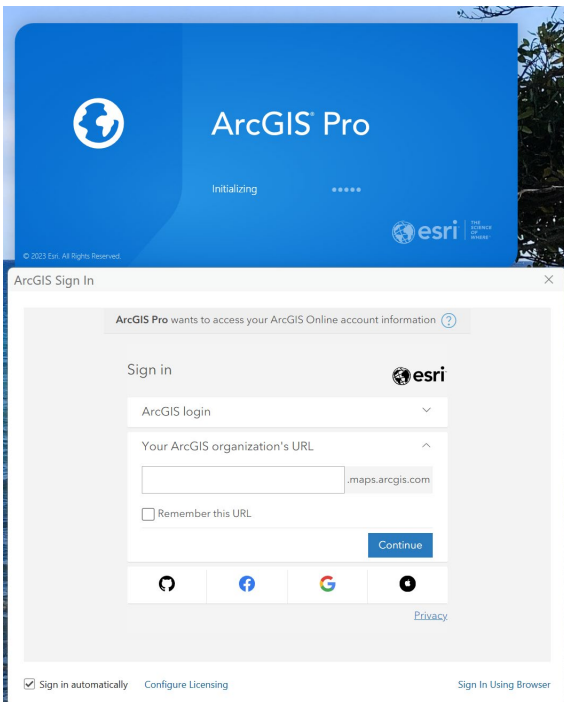 ArcGIS® Pro
Initializing
esri THE SCIENCE OF WHERE®
© 2023 Esri. All Rights Reserved.
ArcGIS Sign In
ArcGIS Pro wants to access your ArcGIS Online account information ?
Sign in
esri
ArcGIS login
Your ArcGIS organization's URL
.maps.arcgis.com
Remember this URL
Continue
Privacy
Sign in automatically Configure Licensing Sign In Using Browser